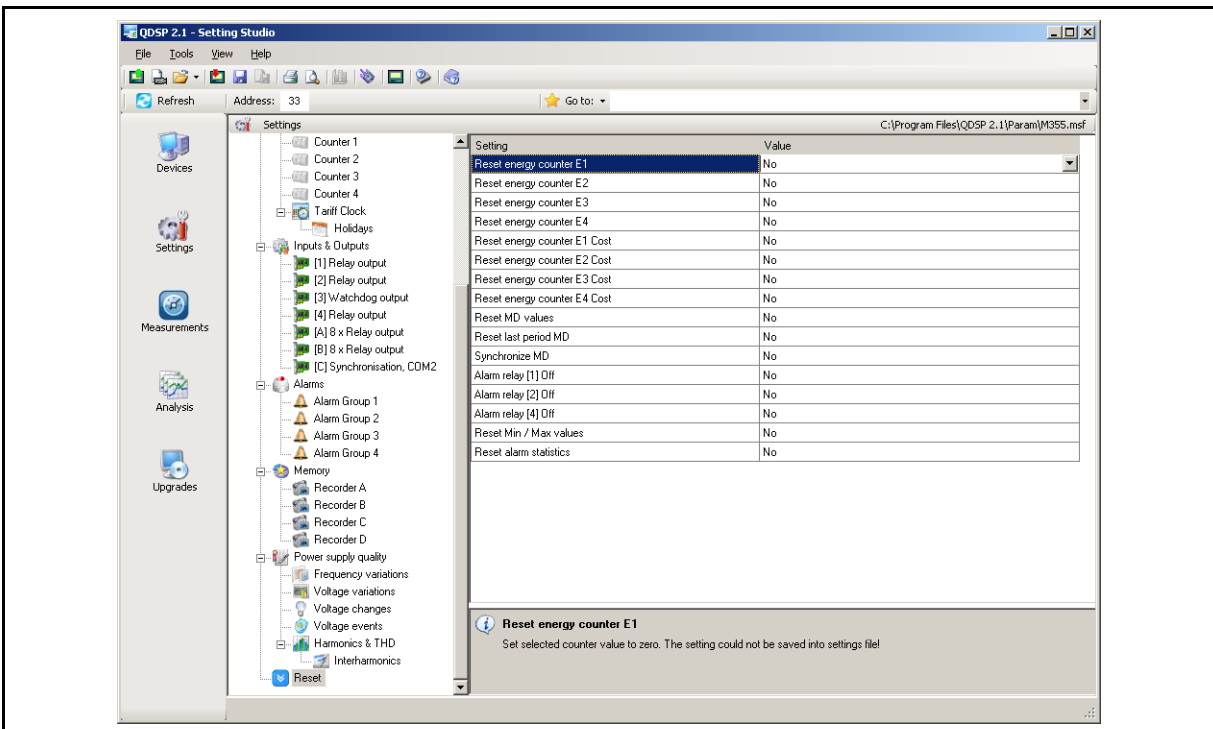 QDSP 2.1 - Setting Studio
File Tools View Help
Refresh Address: 33 Go to:
Settings C:\Program Files\QDSP 2.1\Param\M355.msf
Devices
Settings
Measurements
Analysis
Upgrades
Counter 1
Counter 2
Counter 3
Counter 4
Tariff Clock
Holidays
Inputs & Outputs
[1] Relay output
[2] Relay output
[3] Watchdog output
[4] Relay output
[A] 8 x Relay output
[B] 8 x Relay output
[C] Synchronisation, COM2
Alarms
Alarm Group 1
Alarm Group 2
Alarm Group 3
Alarm Group 4
Memory
Recorder A
Recorder B
Recorder C
Recorder D
Power supply quality
Frequency variations
Voltage variations
Voltage changes
Voltage events
Harmonics & THD
Interharmonics
Reset
Setting Value
Reset energy counter E1 No
Reset energy counter E2 No
Reset energy counter E3 No
Reset energy counter E4 No
Reset energy counter E1 Cost No
Reset energy counter E2 Cost No
Reset energy counter E3 Cost No
Reset energy counter E4 Cost No
Reset MD values No
Reset last period MD No
Synchronize MD No
Alarm relay [1] Off No
Alarm relay [2] Off No
Alarm relay [4] Off No
Reset Min / Max values No
Reset alarm statistics No
Reset energy counter E1
Set selected counter value to zero. The setting could not be saved into settings file!